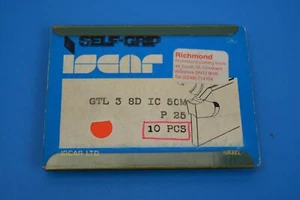 SELF-GRIP
ISCAR
Richmond
GTL 3 SD IC 50M
P 25
10 PCS
ISCAR LTD
ISRAEL